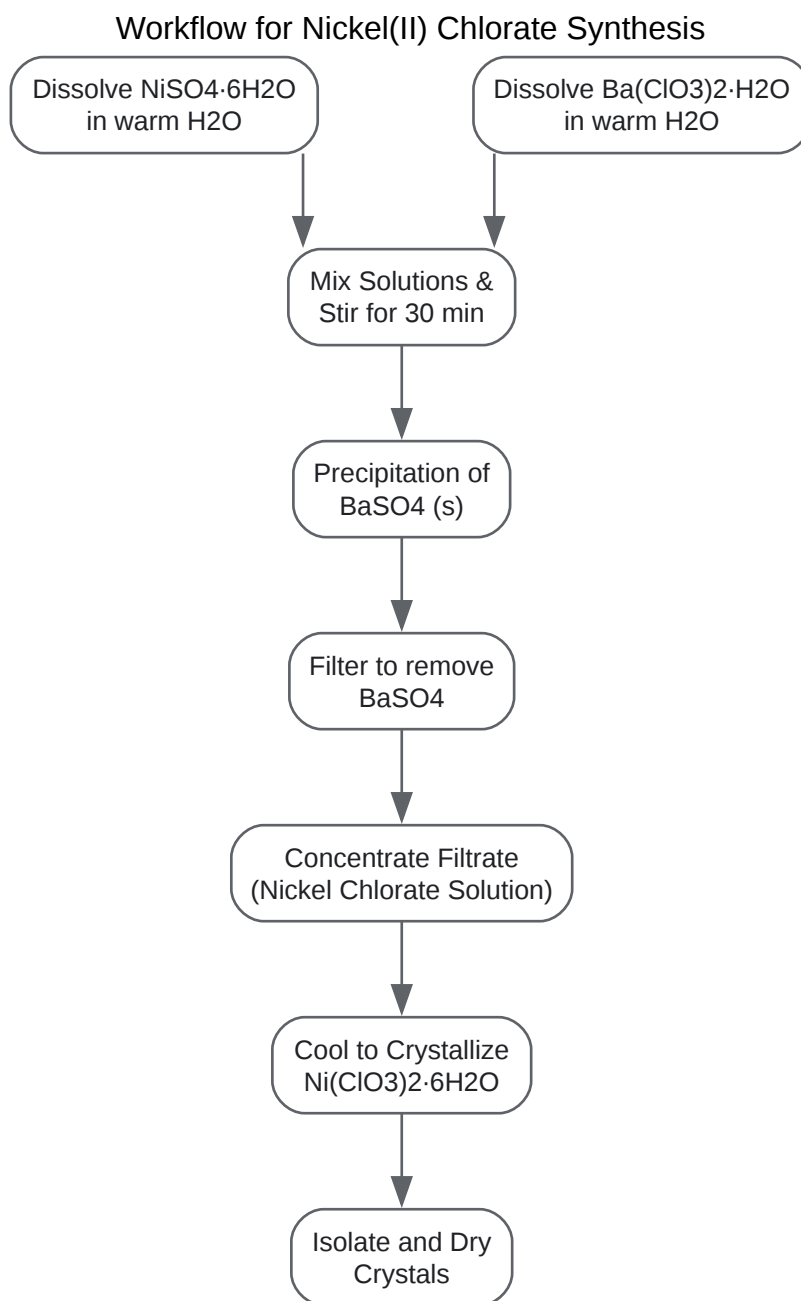 Workflow for Nickel(II) Chlorate Synthesis
Dissolve NiSO4·6H2O
in warm H2O
Dissolve Ba(ClO3)2·H2O
in warm H2O
Mix Solutions &
Stir for 30 min
Precipitation of
BaSO4 (s)
Filter to remove
BaSO4
Concentrate Filtrate
(Nickel Chlorate Solution)
Cool to Crystallize
Ni(ClO3)2·6H2O
Isolate and Dry
Crystals